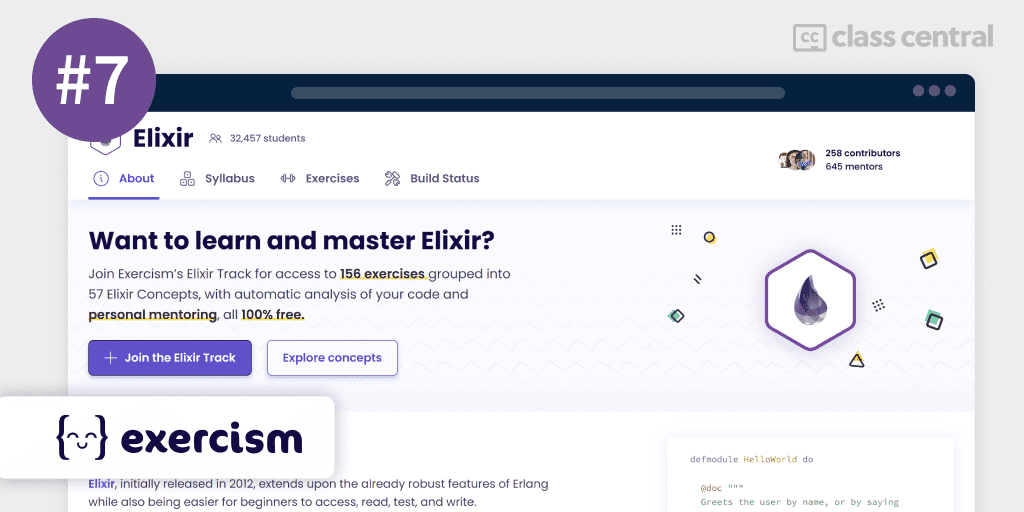 #7
class central
Elixir
32,457 students
258 contributors
645 mentors
About
Syllabus
Exercises
Build Status
Want to learn and master Elixir?
Join Exercism’s Elixir Track for access to 156 exercises grouped into
57 Elixir Concepts, with automatic analysis of your code and
personal mentoring, all 100% free.
Join the Elixir Track
Explore concepts
{ } exercism
Elixir, initially released in 2012, extends upon the already robust features of Erlang
while also being easier for beginners to access, read, test, and write.
defmodule HelloWorld do
@doc """
Greets the user by name, or by saying